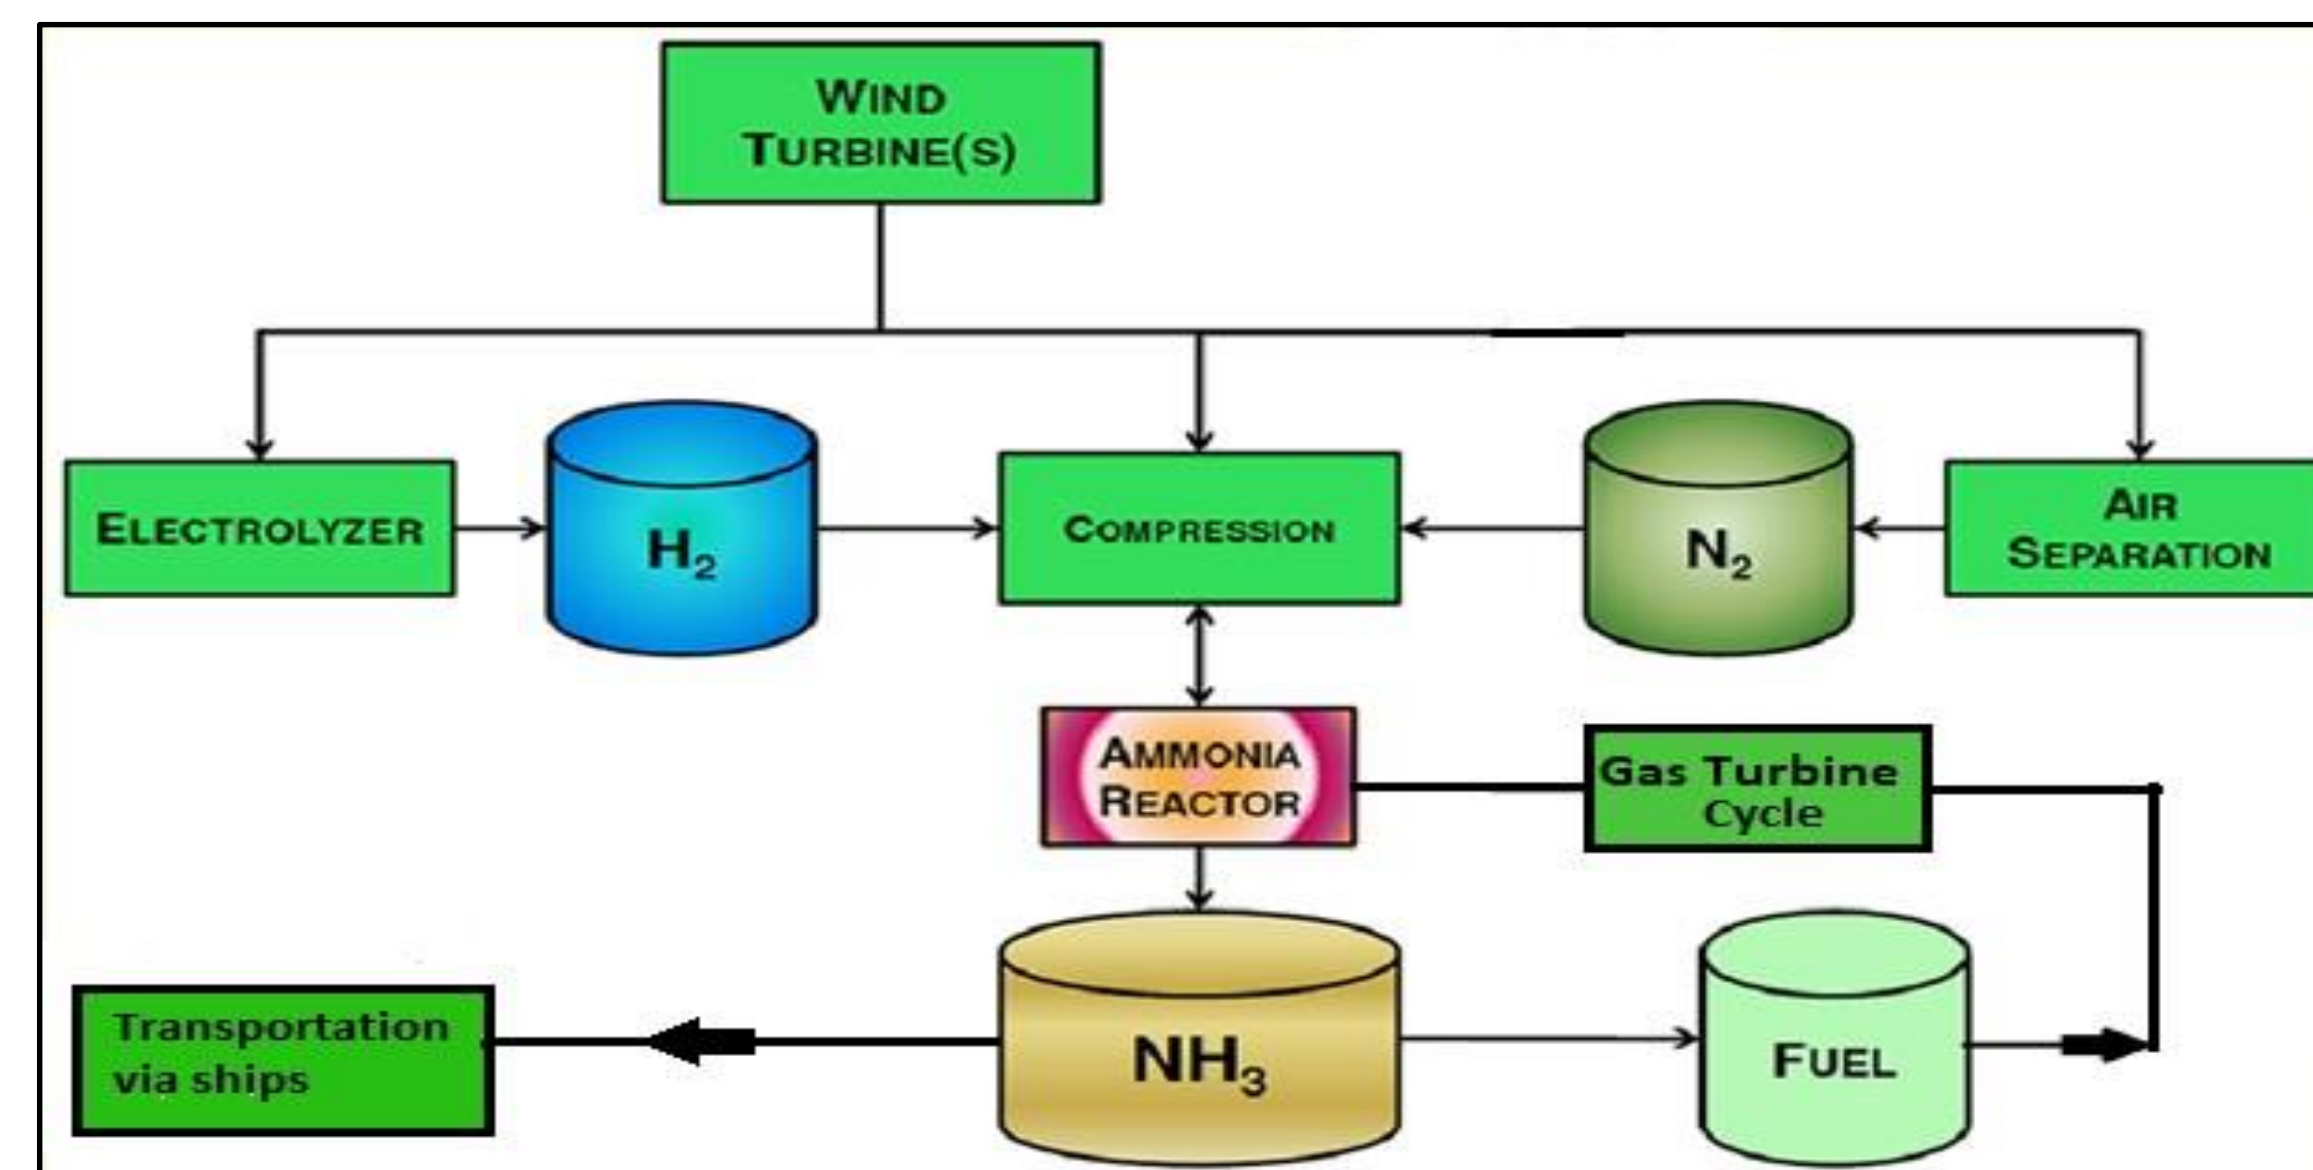 WIND
TURBINE(S)
ELECTROLYZER
H₂
COMPRESSION
N₂
AIR
SEPARATION
AMMONIA
REACTOR
Gas Turbine
Cycle
Transportation
via ships
NH₃
FUEL